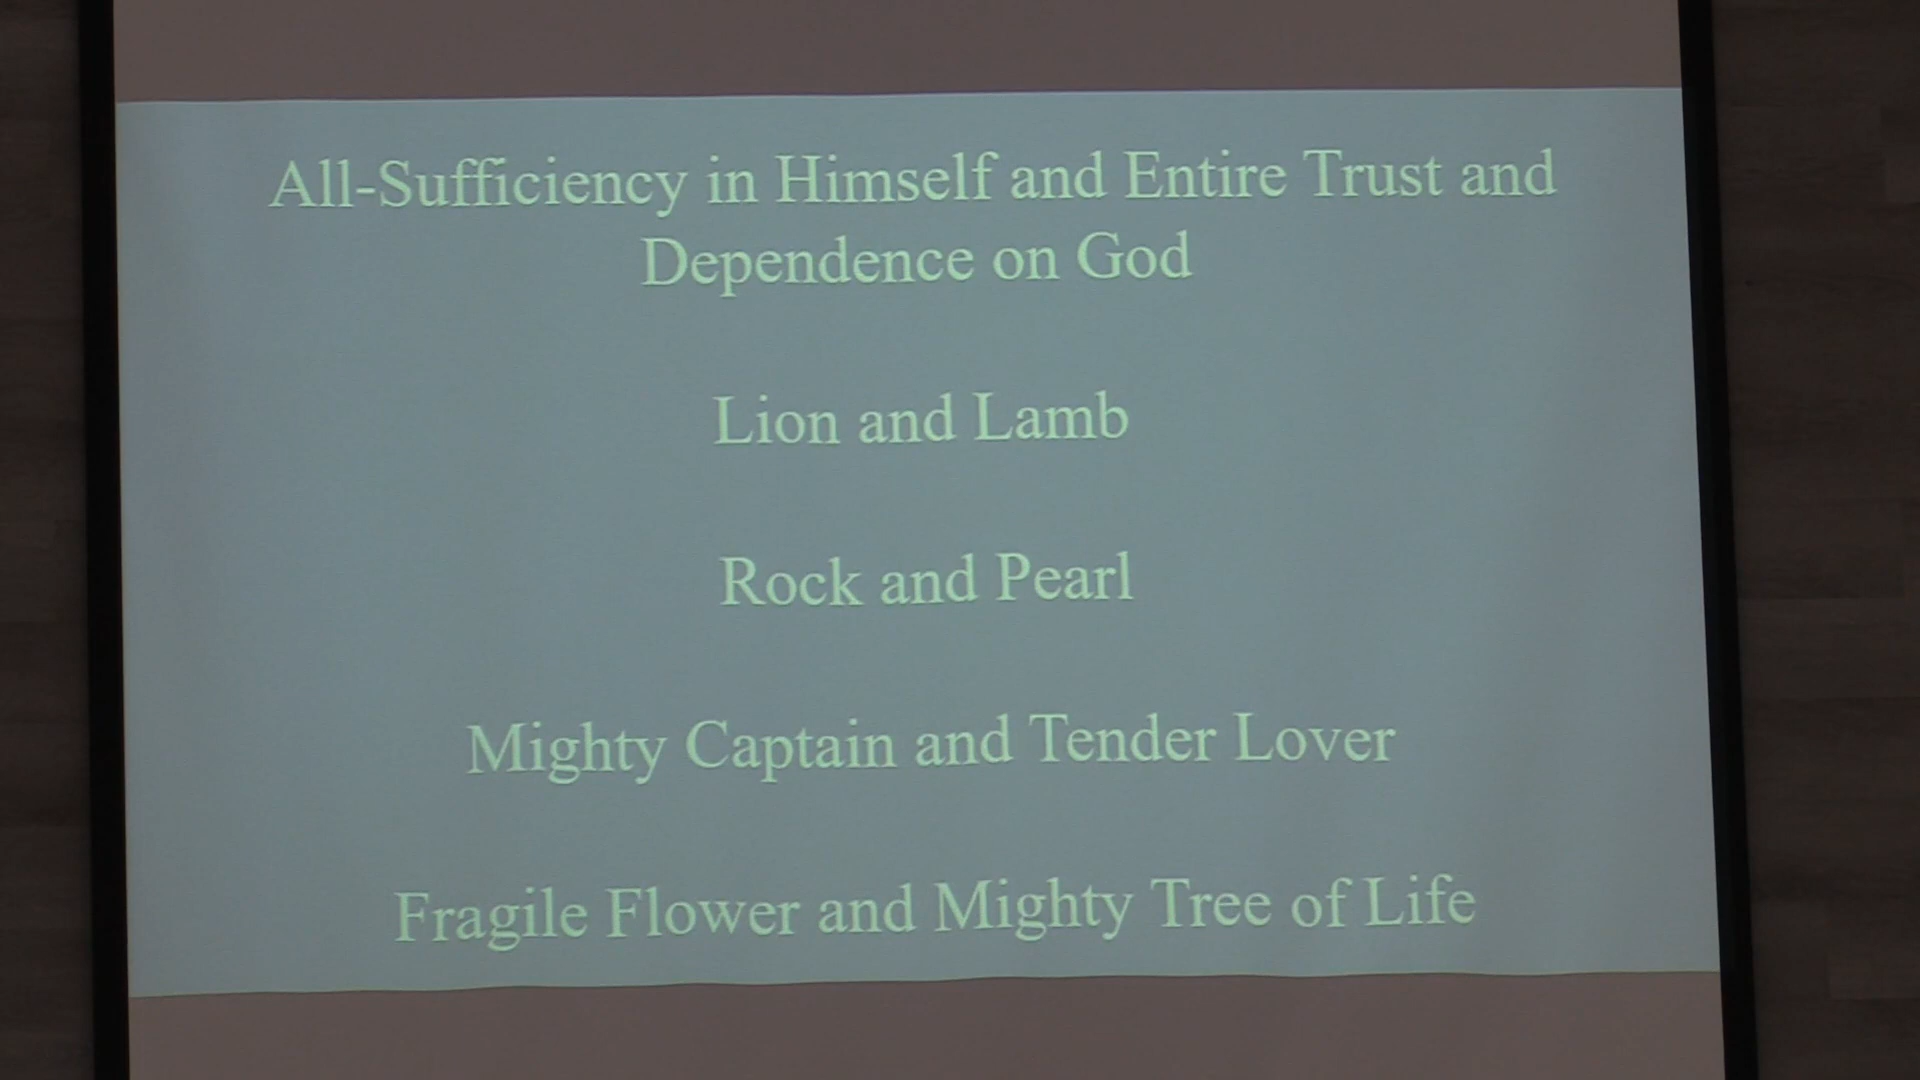 All-Sufficiency in Himself and Entire Trust and
Dependence on God
Lion and Lamb
Rock and Pearl
Mighty Captain and Tender Lover
Fragile Flower and Mighty Tree of Life